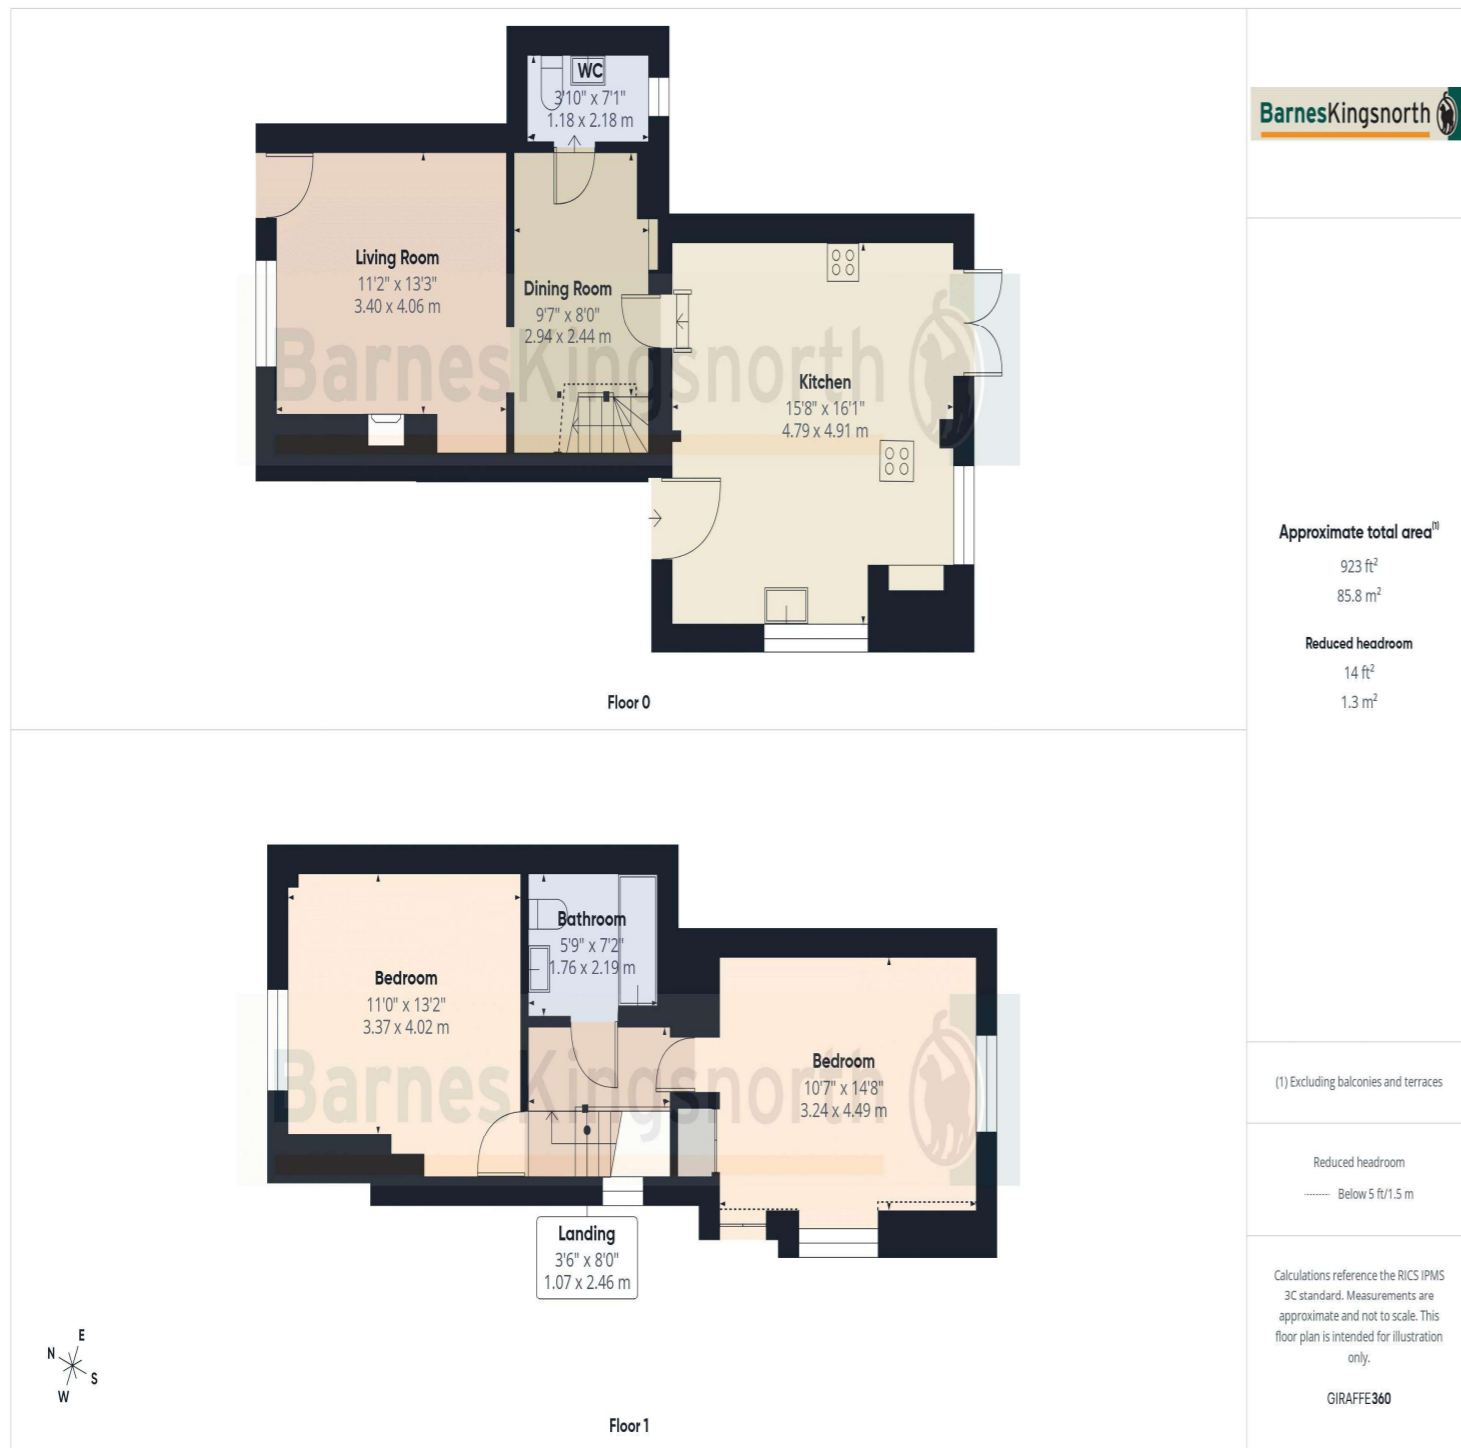 WC
3'10" x 7'1"
1.18 x 2.18 m
Living Room
11'2" x 13'3"
3.40 x 4.06 m
Dining Room
9'7" x 8'0"
2.94 x 2.44 m
Kitchen
15'8" x 16'1"
4.79 x 4.91 m
BarnesKingsnorth
Floor 0
Bedroom
11'0" x 13'2"
3.37 x 4.02 m
Bathroom
5'9" x 7'2"
1.76 x 2.19 m
Bedroom
10'7" x 14'8"
3.24 x 4.49 m
BarnesKingsnorth
Landing
3'6" x 8'0"
1.07 x 2.46 m
E
N
S
W
Floor 1
BarnesKingsnorth
Approximate total area(1)
923 ft²
85.8 m²
Reduced headroom
14 ft²
1.3 m²
(1) Excluding balconies and terraces
Reduced headroom
Below 5 ft/1.5 m
Calculations reference the RICS IPMS
3C standard. Measurements are
approximate and not to scale. This
floor plan is intended for illustration
only.
GIRAFFE360